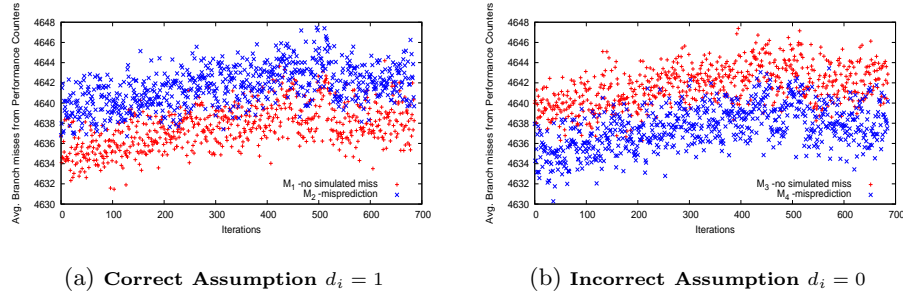 Avg. Branch misses from Performance Counters
4648
4646
4644
4642
4640
4638
4636
4634
4632
4630
M1 -no simulated miss
M2 -misprediction
0 100 200 300 400 500 600 700
Iterations
(a) Correct Assumption di = 1
Avg. Branch misses from Performance Counters
4648
4646
4644
4642
4640
4638
4636
4634
4632
4630
M3 -no simulated miss
M4 -misprediction
0 100 200 300 400 500 600 700
Iterations
(b) Incorrect Assumption di = 0